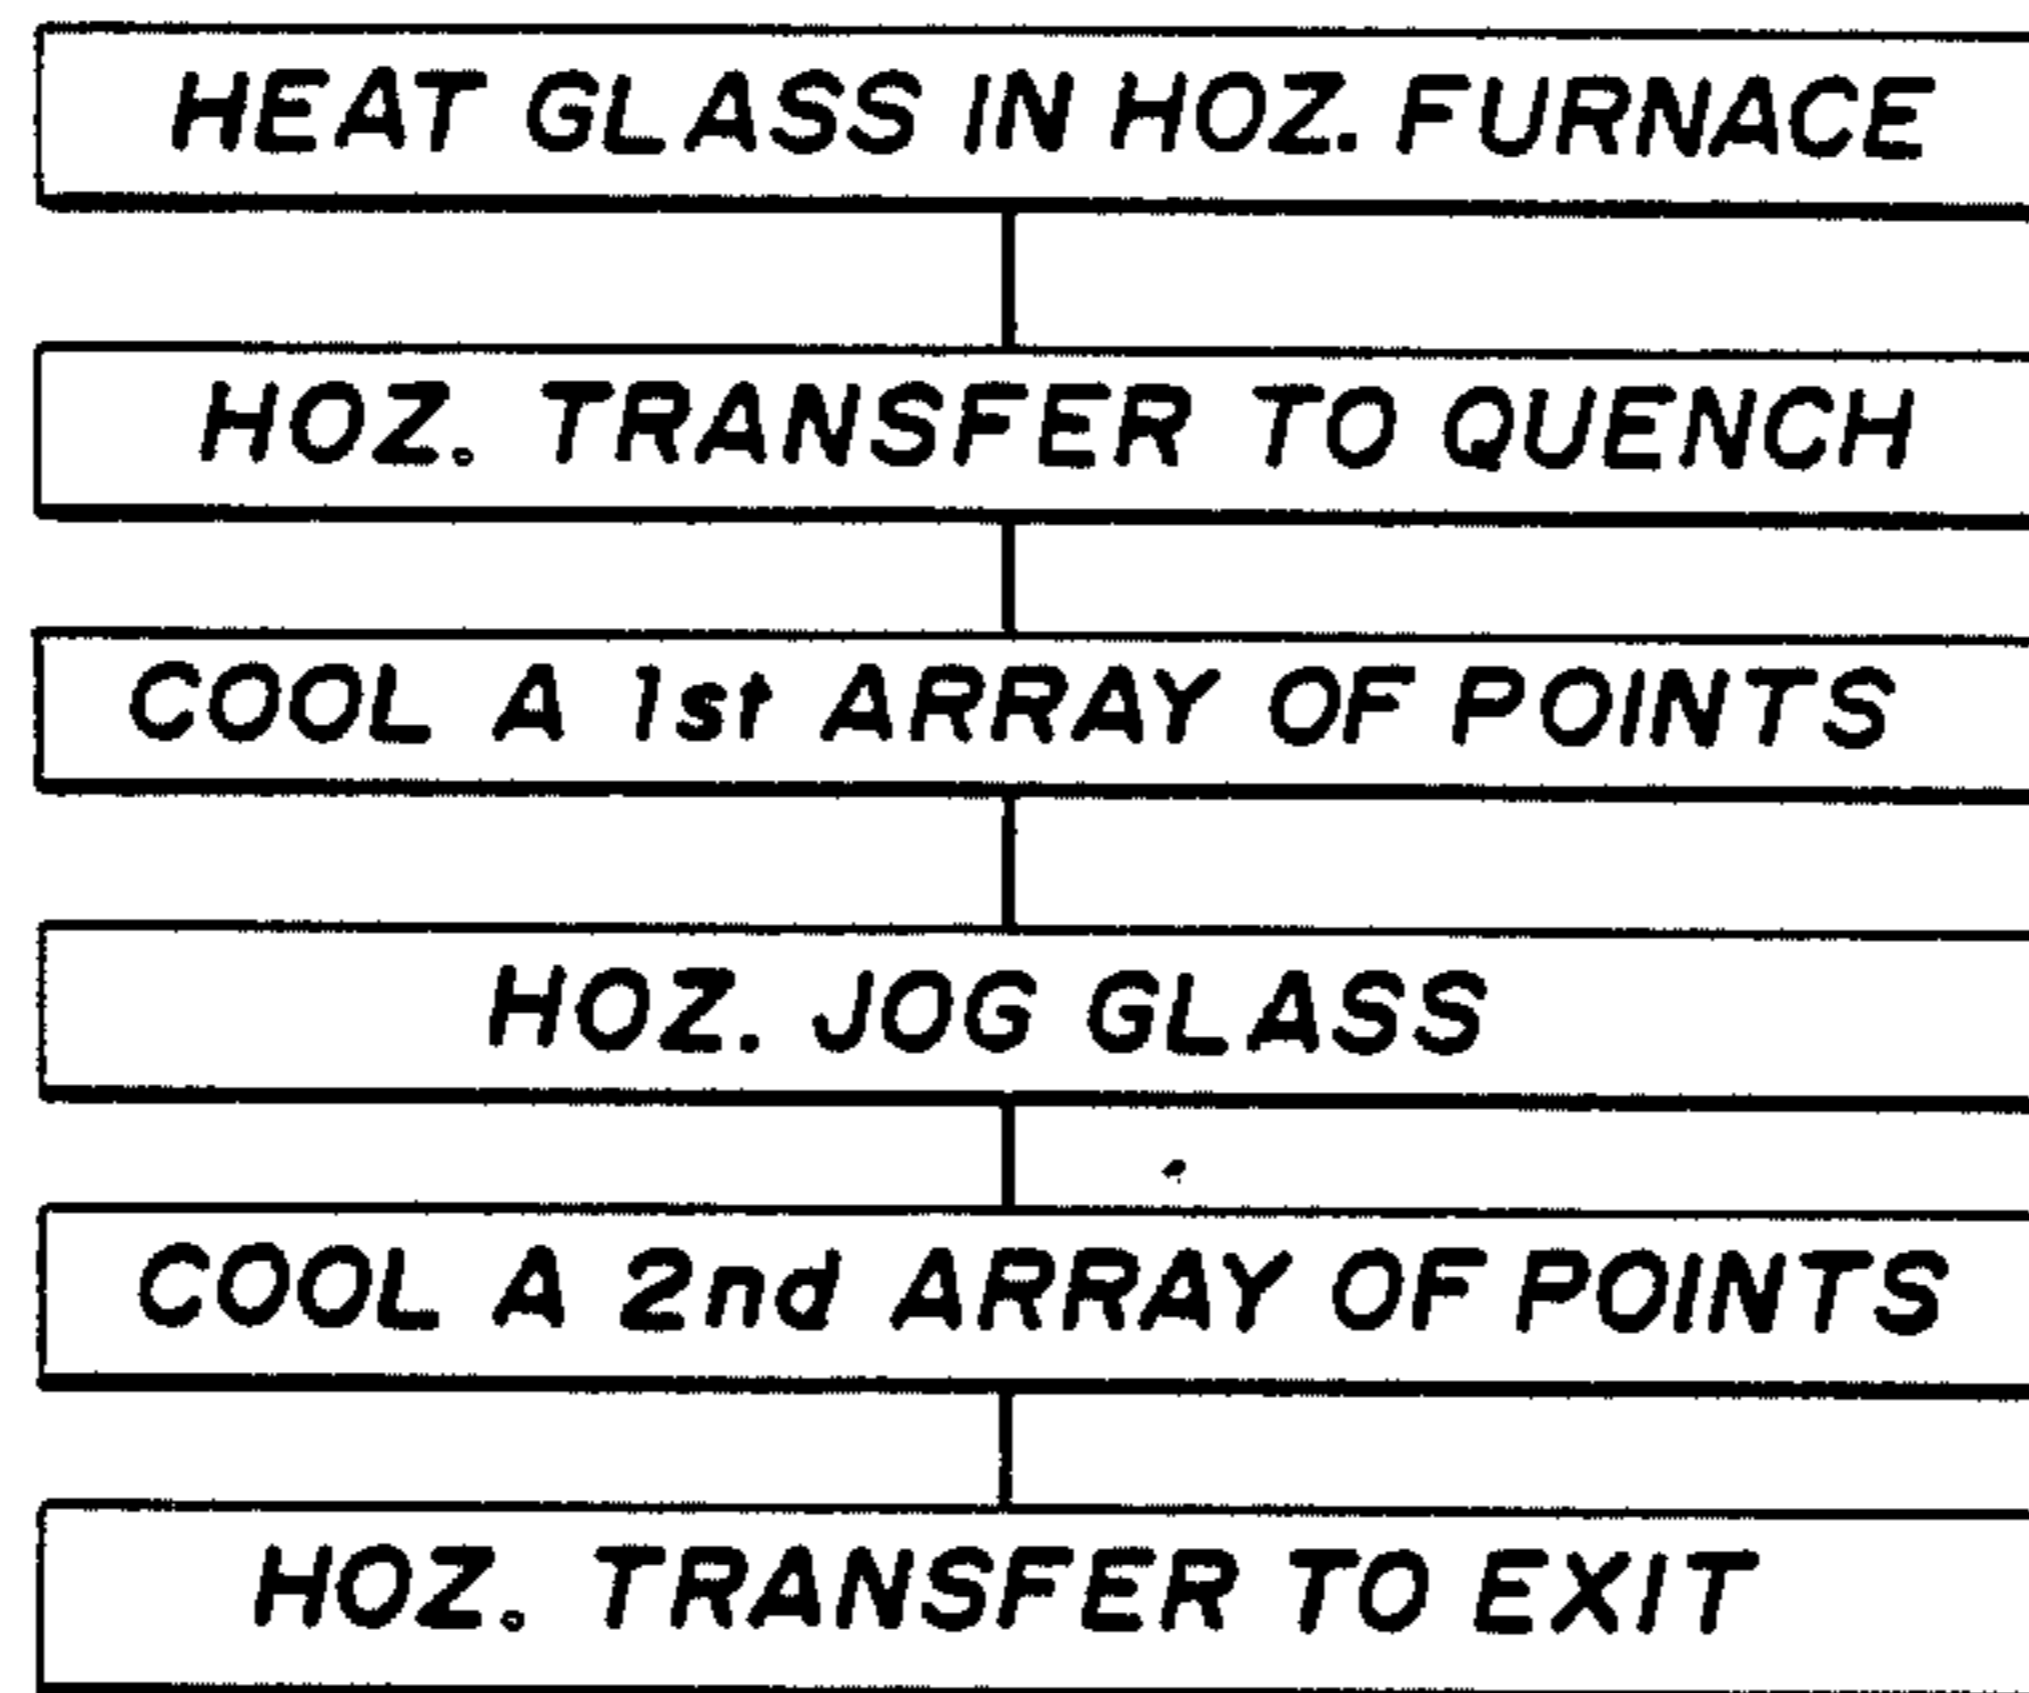 HEAT GLASS IN HOZ. FURNACE
HOZ. TRANSFER TO QUENCH
COOL A 1st ARRAY OF POINTS
HOZ. JOG GLASS
COOL A 2nd ARRAY OF POINTS
HOZ. TRANSFER TO EXIT